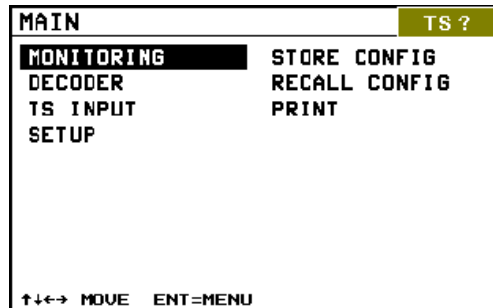 MAIN TS ?
MONITORING STORE CONFIG
DECODER RECALL CONFIG
TS INPUT PRINT
SETUP
↑↓←→ MOVE ENT=MENU